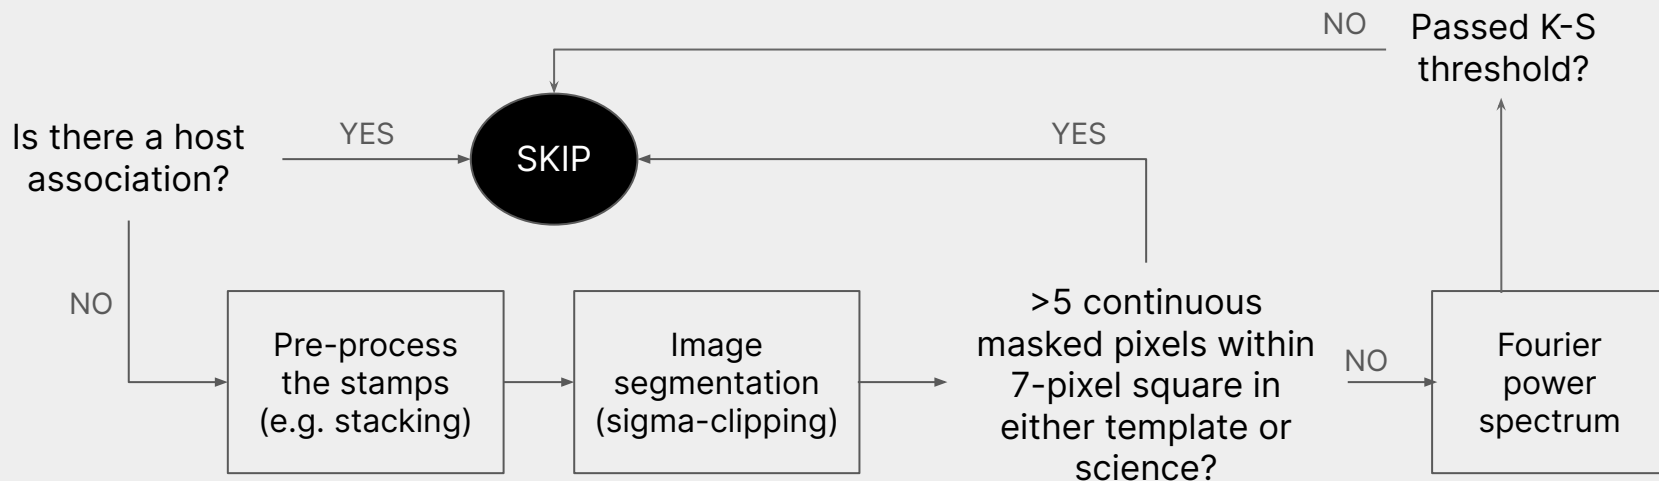 NO
Passed K-S
threshold?
Is there a host
association?
YES
SKIP
YES
NO
Pre-process
the stamps
(e.g. stacking)
Image
segmentation
(sigma-clipping)
>5 continuous
masked pixels within
7-pixel square in
either template or
science?
NO
Fourier
power
spectrum